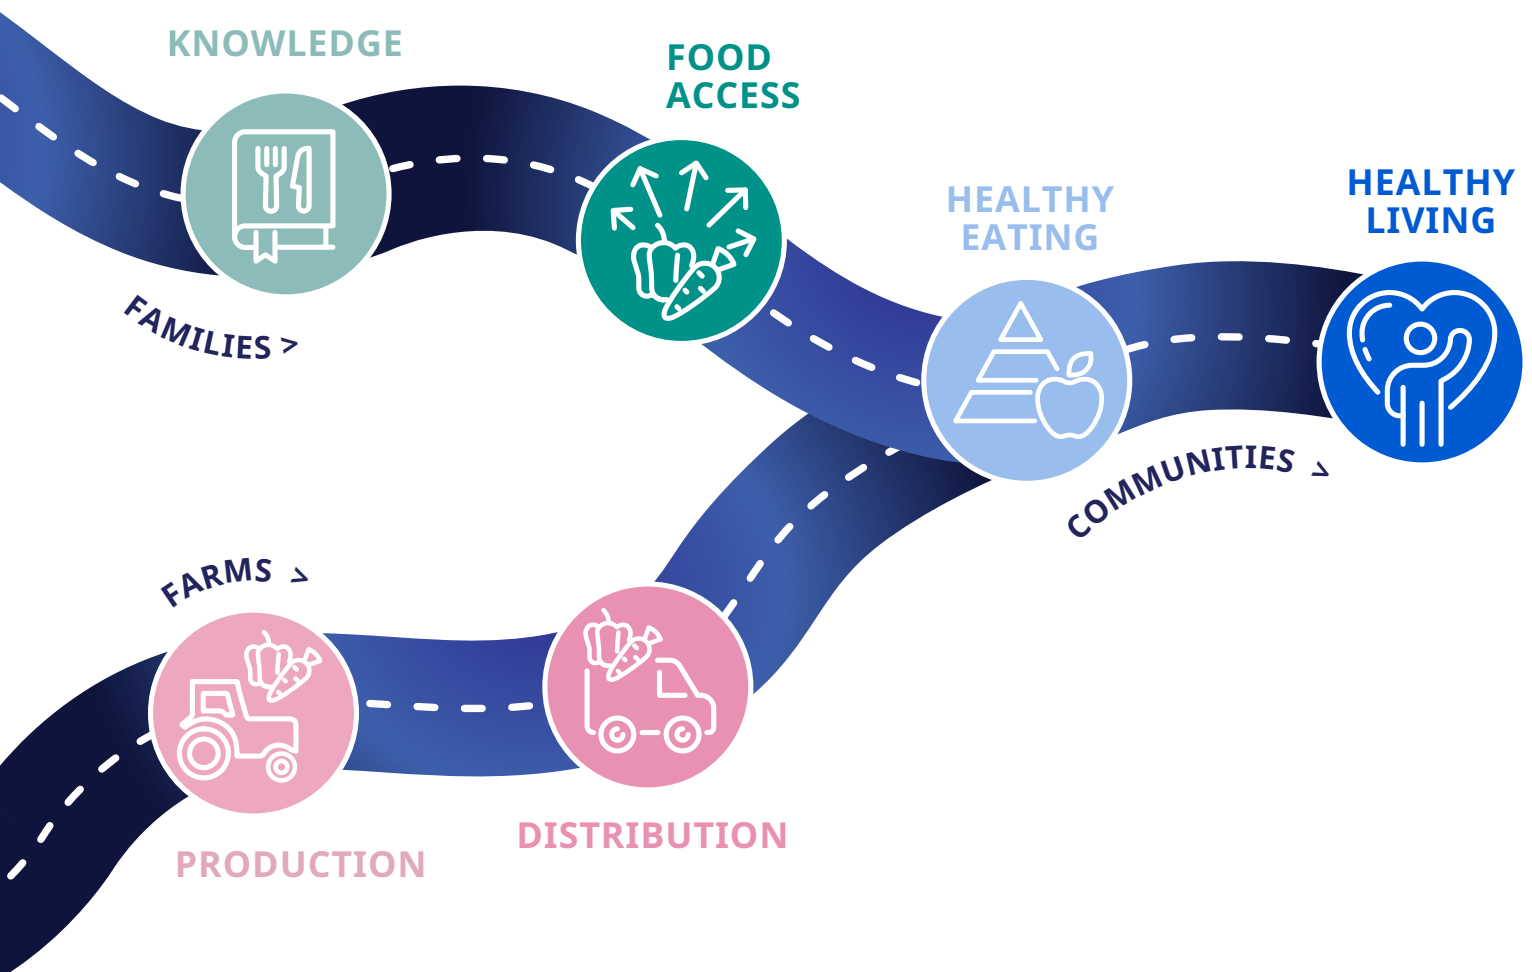 KNOWLEDGE
FOOD
ACCESS
HEALTHY
EATING
HEALTHY
LIVING
FAMILIES >
COMMUNITIES >
FARMS >
PRODUCTION
DISTRIBUTION